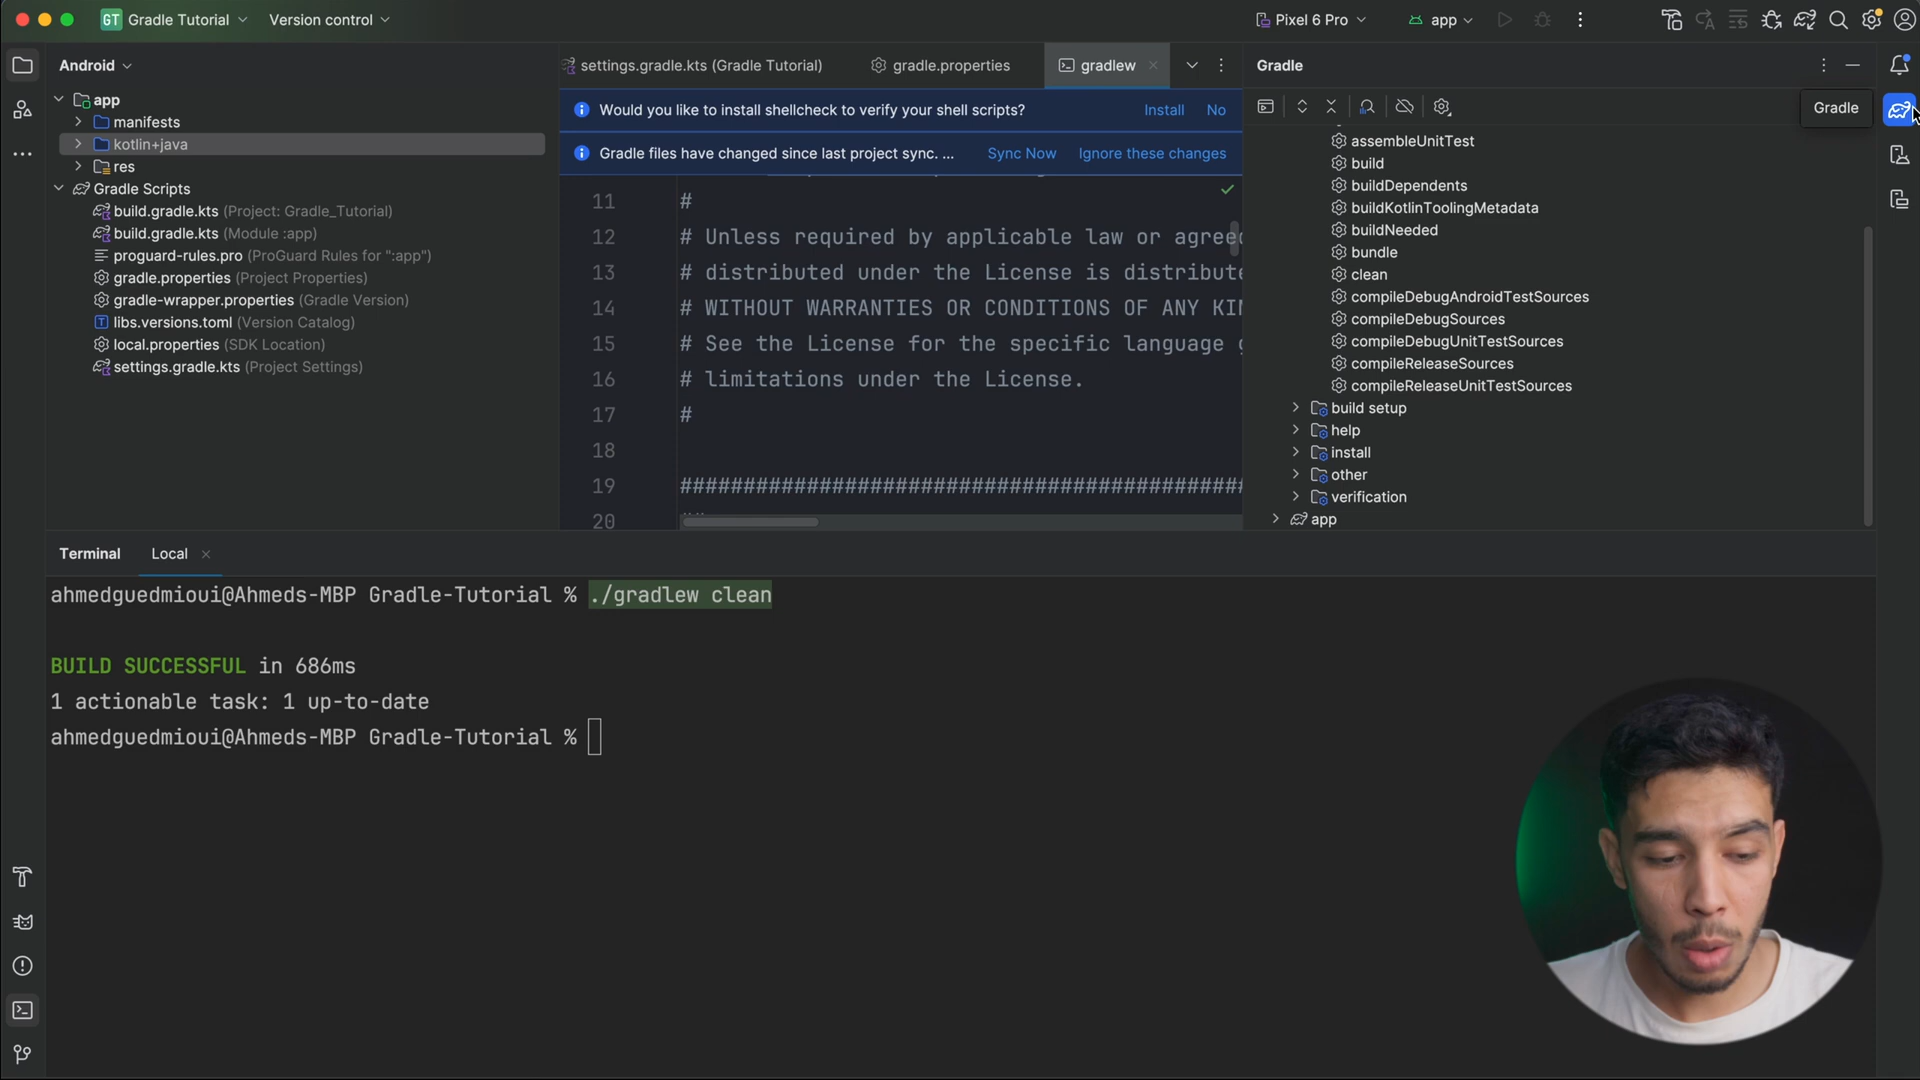 GT Gradle Tutorial Version control Pixel 6 Pro app
Android
app
manifests
kotlin+java
res
Gradle Scripts
build.gradle.kts (Project: Gradle_Tutorial)
build.gradle.kts (Module :app)
proguard-rules.pro (ProGuard Rules for ":app")
gradle.properties (Project Properties)
gradle-wrapper.properties (Gradle Version)
libs.versions.toml (Version Catalog)
local.properties (SDK Location)
settings.gradle.kts (Project Settings)
settings.gradle.kts (Gradle Tutorial) gradle.properties gradlew
Would you like to install shellcheck to verify your shell scripts? Install No
Gradle files have changed since last project sync. ... Sync Now Ignore these changes
11 #
12 # Unless required by applicable law or agreed
13 # distributed under the License is distribute
14 # WITHOUT WARRANTIES OR CONDITIONS OF ANY KIN
15 # See the License for the specific language g
16 # limitations under the License.
17 #
18
19 ############################################
20
Gradle
Gradle
assembleUnitTest
build
buildDependents
buildKotlinToolingMetadata
buildNeeded
bundle
clean
compileDebugAndroidTestSources
compileDebugSources
compileDebugUnitTestSources
compileReleaseSources
compileReleaseUnitTestSources
build setup
help
install
other
verification
app
Terminal Local
ahmedguedmioui@Ahmeds-MBP Gradle-Tutorial % ./gradlew clean
BUILD SUCCESSFUL in 686ms
1 actionable task: 1 up-to-date
ahmedguedmioui@Ahmeds-MBP Gradle-Tutorial %